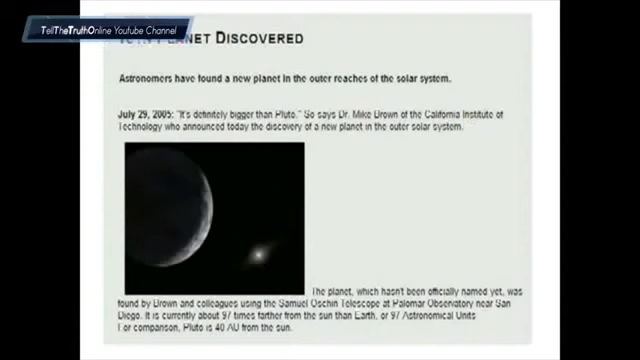 TellTheTruthOnline Youtube Channel
PLANET DISCOVERED
Astronomers have found a new planet in the outer reaches of the solar system.
July 29, 2005: "It's definitely bigger than Pluto." So says Dr. Mike Brown of the California Institute of
Technology who announced today the discovery of a new planet in the outer solar system.
The planet, which hasn't been officially named yet, was
found by Brown and colleagues using the Samuel Oschin Telescope at Palomar Observatory near San
Diego. It is currently about 97 times farther from the sun than Earth, or 97 Astronomical Units
For comparison, Pluto is 40 AU from the sun.